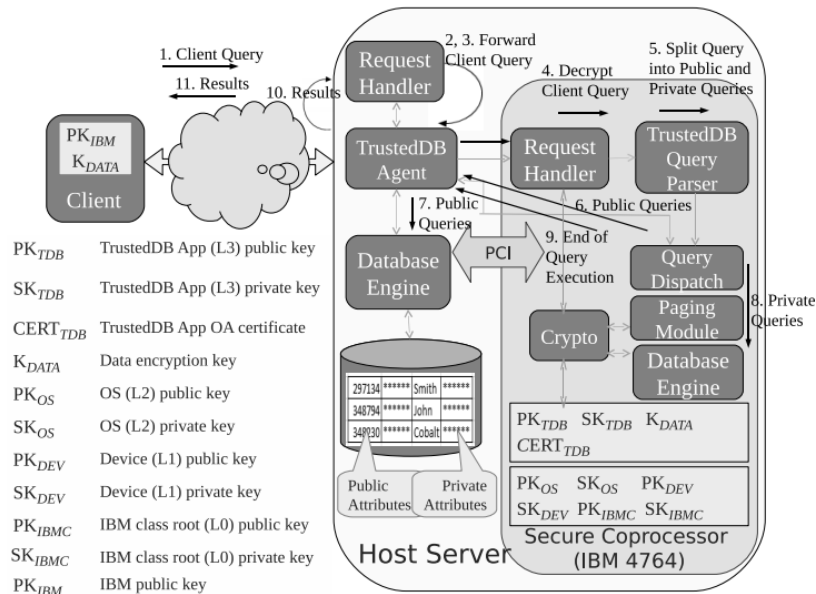 1. Client Query
11. Results
PK_IBM
K_DATA
Client
10. Results
Request
Handler
2, 3. Forward
Client Query
TrustedDB
Agent
7. Public
Queries
Database
Engine
PCI
297134 ****** Smith ******
348794 ****** John ******
348230 ****** Cobalt ******
Public
Attributes
Private
Attributes
Host Server
4. Decrypt
Client Query
5. Split Query
into Public and
Private Queries
Request
Handler
TrustedDB
Query
Parser
6. Public Queries
9. End of
Query
Execution
Query
Dispatch
8. Private
Queries
Paging
Module
Crypto
Database
Engine
PK_TDB SK_TDB K_DATA
CERT_TDB
PK_OS SK_OS PK_DEV
SK_DEV PK_IBMC SK_IBMC
Secure Coprocessor
(IBM 4764)
PK_TDB TrustedDB App (L3) public key
SK_TDB TrustedDB App (L3) private key
CERT_TDB TrustedDB App OA certificate
K_DATA Data encryption key
PK_OS OS (L2) public key
SK_OS OS (L2) private key
PK_DEV Device (L1) public key
SK_DEV Device (L1) private key
PK_IBMC IBM class root (L0) public key
SK_IBMC IBM class root (L0) private key
PK_IBM IBM public key